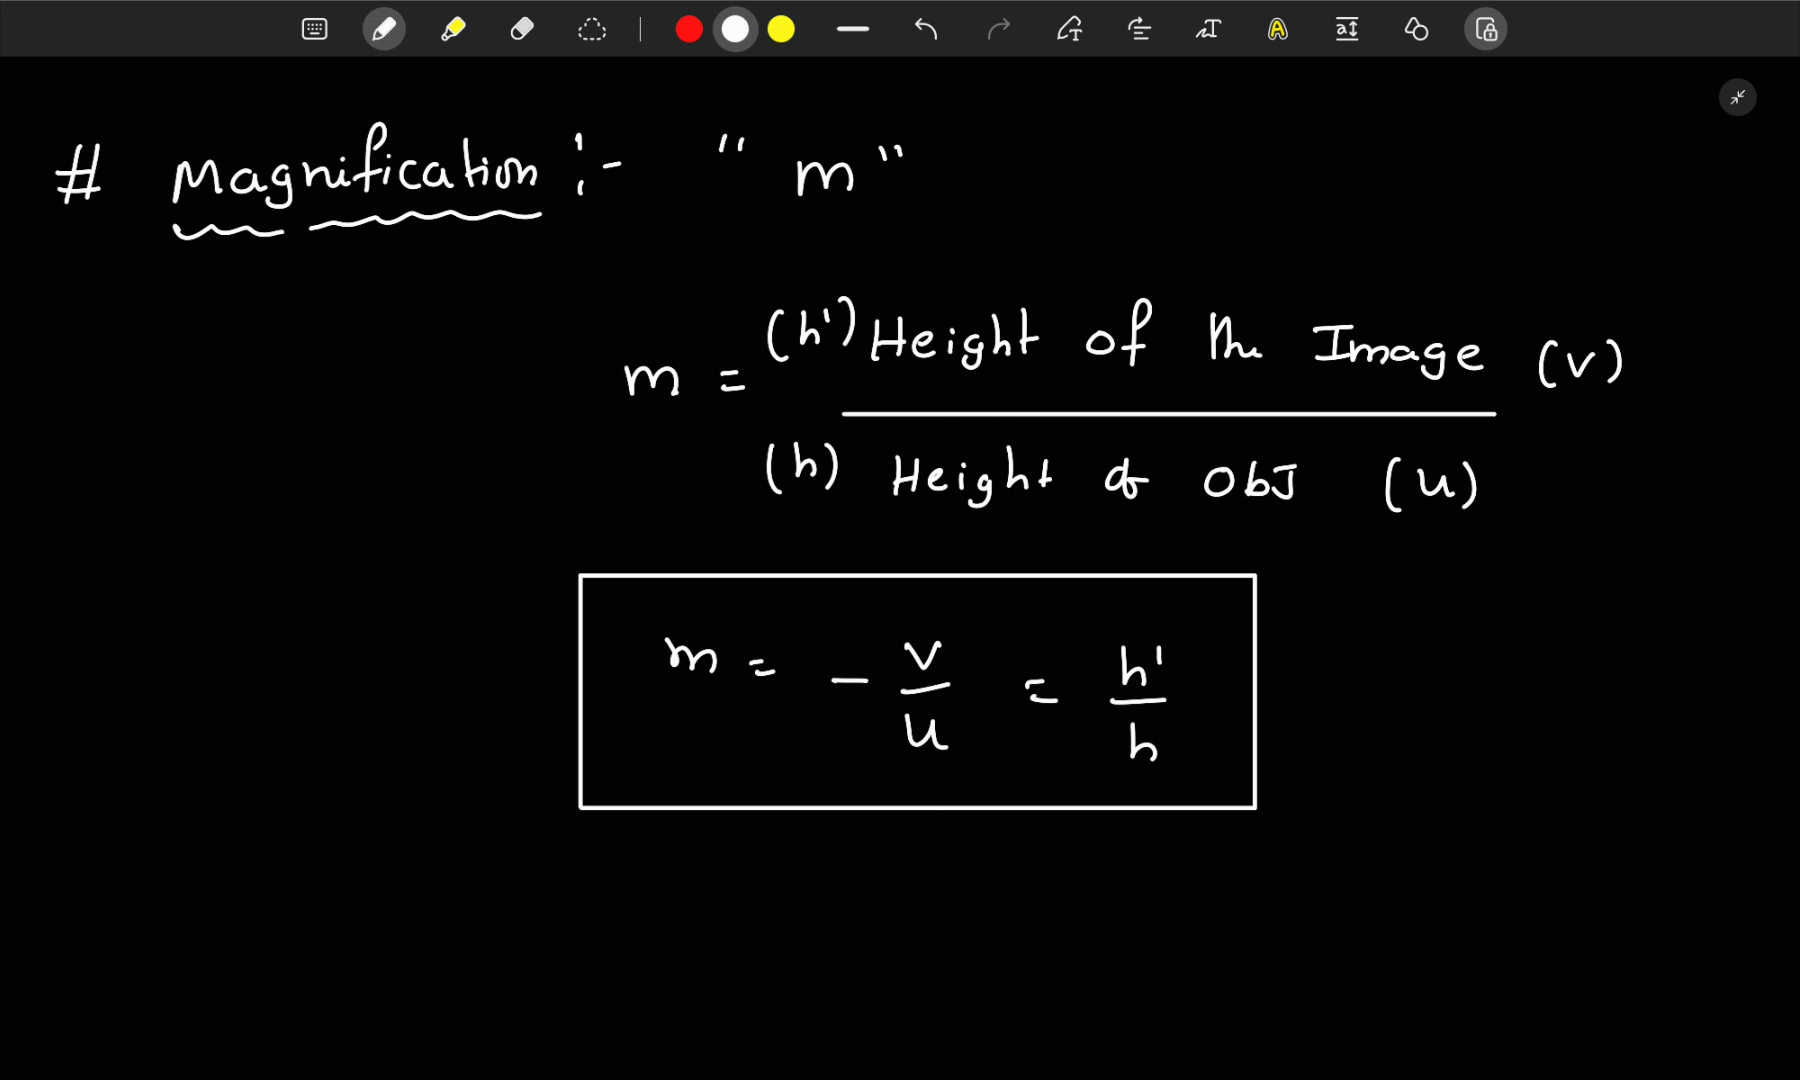 # Magnification :- "m"
m = (h') Height of the Image (v)
(h) Height of Obj (u)
m = - v/u = h'/h